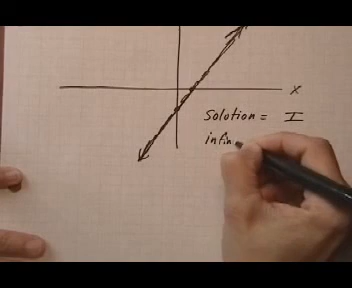 x
Solution = I
infin